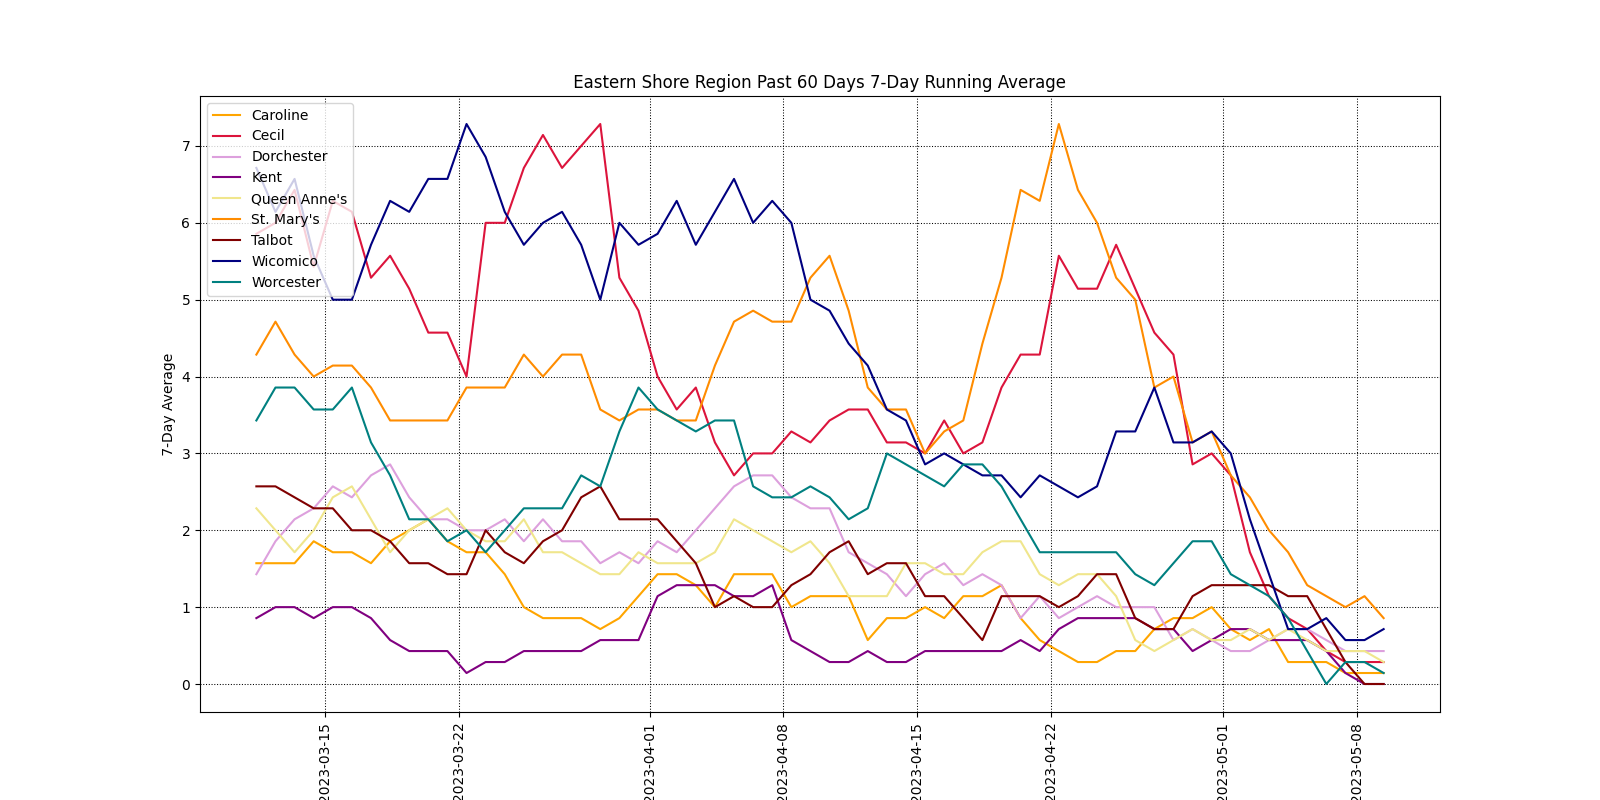 Eastern Shore Region Past 60 Days 7-Day Running Average
Caroline
Cecil
Dorchester
Kent
Queen Anne's
St. Mary's
Talbot
Wicomico
Worcester
7-Day Average
7
6
5
4
3
2
1
0
2023-03-15
2023-03-22
2023-04-01
2023-04-08
2023-04-15
2023-04-22
2023-05-01
2023-05-08